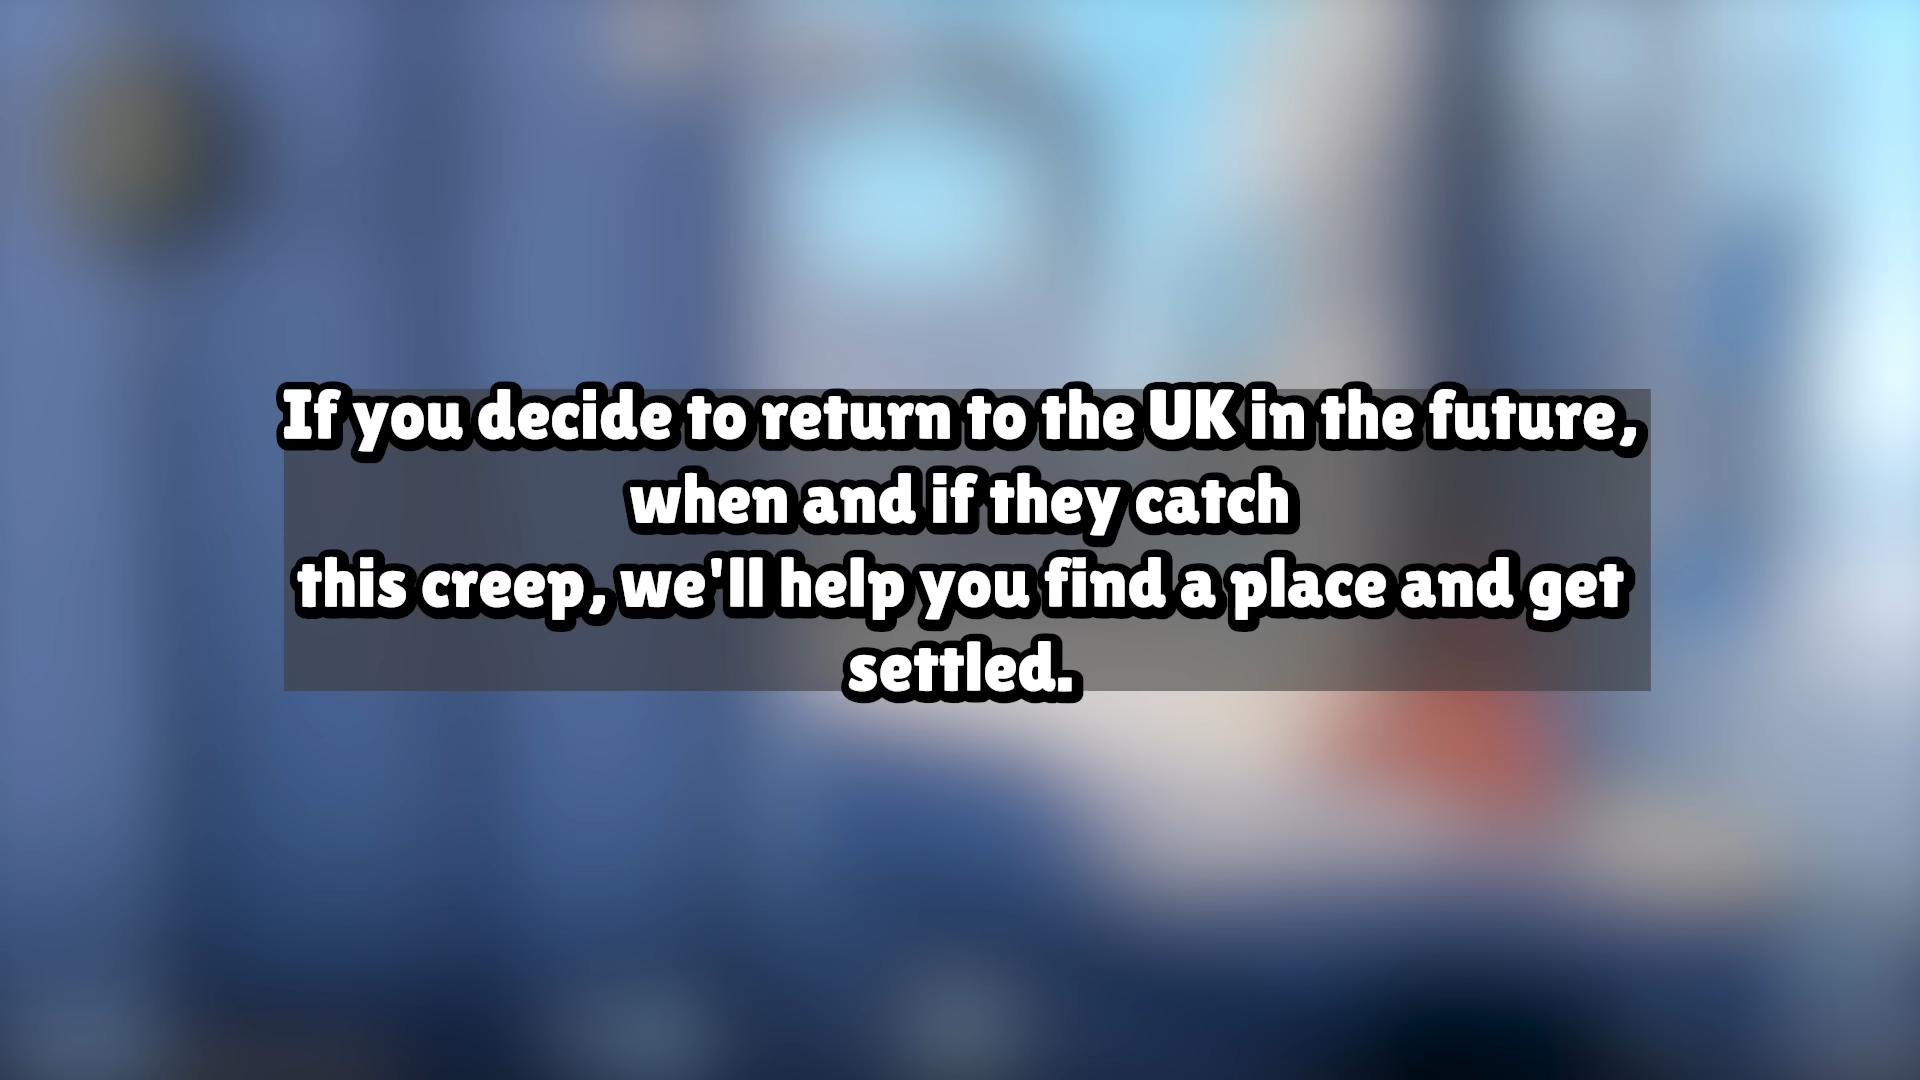 If you decide to return to the UK in the future,
when and if they catch
this creep, we'll help you find a place and get
settled.